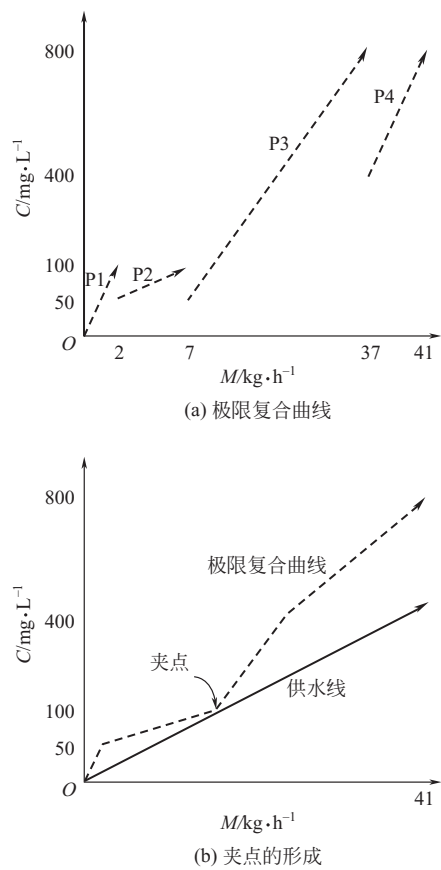 800
400
100
50
O
C/mg·L⁻¹
P1
P2
P3
P4
2
7
37
41
M/kg·h⁻¹
(a) 极限复合曲线
800
400
100
50
O
C/mg·L⁻¹
极限复合曲线
夹点
供水线
41
M/kg·h⁻¹
(b) 夹点的形成